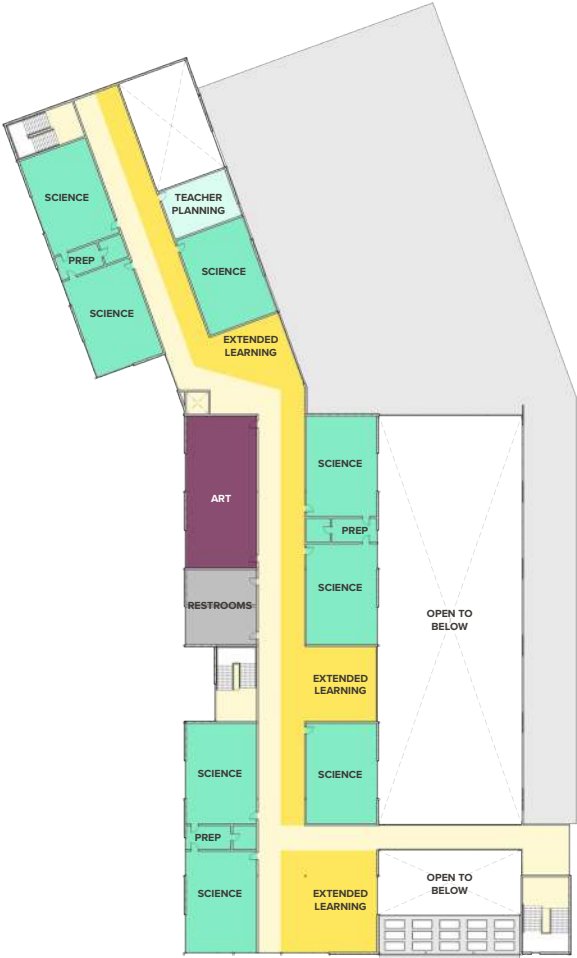 SCIENCE
TEACHER
PLANNING
PREP
SCIENCE
SCIENCE
EXTENDED
LEARNING
SCIENCE
ART
PREP
SCIENCE
RESTROOMS
OPEN TO
BELOW
EXTENDED
LEARNING
SCIENCE
SCIENCE
PREP
SCIENCE
EXTENDED
LEARNING
OPEN TO
BELOW